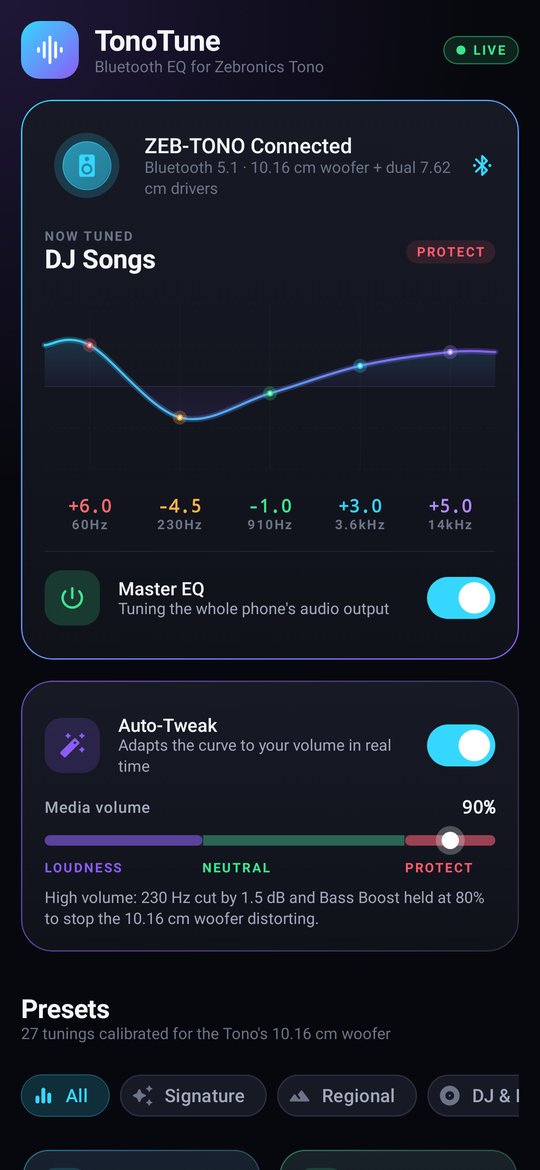 TonoTune
Bluetooth EQ for Zebronics Tono
LIVE
ZEB-TONO Connected
Bluetooth 5.1 · 10.16 cm woofer + dual 7.62
cm drivers
NOW TUNED
DJ Songs
PROTECT
+6.0 -4.5 -1.0 +3.0 +5.0
60Hz 230Hz 910Hz 3.6kHz 14kHz
Master EQ
Tuning the whole phone's audio output
Auto-Tweak
Adapts the curve to your volume in real
time
Media volume 90%
LOUDNESS NEUTRAL PROTECT
High volume: 230 Hz cut by 1.5 dB and Bass Boost held at 80%
to stop the 10.16 cm woofer distorting.
Presets
27 tunings calibrated for the Tono's 10.16 cm woofer
All Signature Regional DJ &